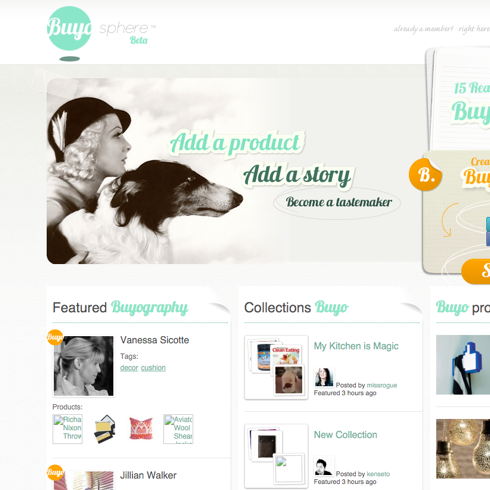 Buyosphere™
Beta
already a member? right here
15 Rea
Buy
Add a product
Add a story
Become a tastemaker
B.
Crea
Buy
S
Featured Buyography
Collections Buyo
Buyo pro
Buyo
Vanessa Sicotte
Tags:
decor cushion
Products:
Richa
Nixon
Throw
Aviato
Wool
Shear
My Kitchen is Magic
Clean Eating
Posted by missrogue
Featured 3 hours ago
New Collection
Posted by kenseto
Featured 3 hours ago
Buyo
Jillian Walker